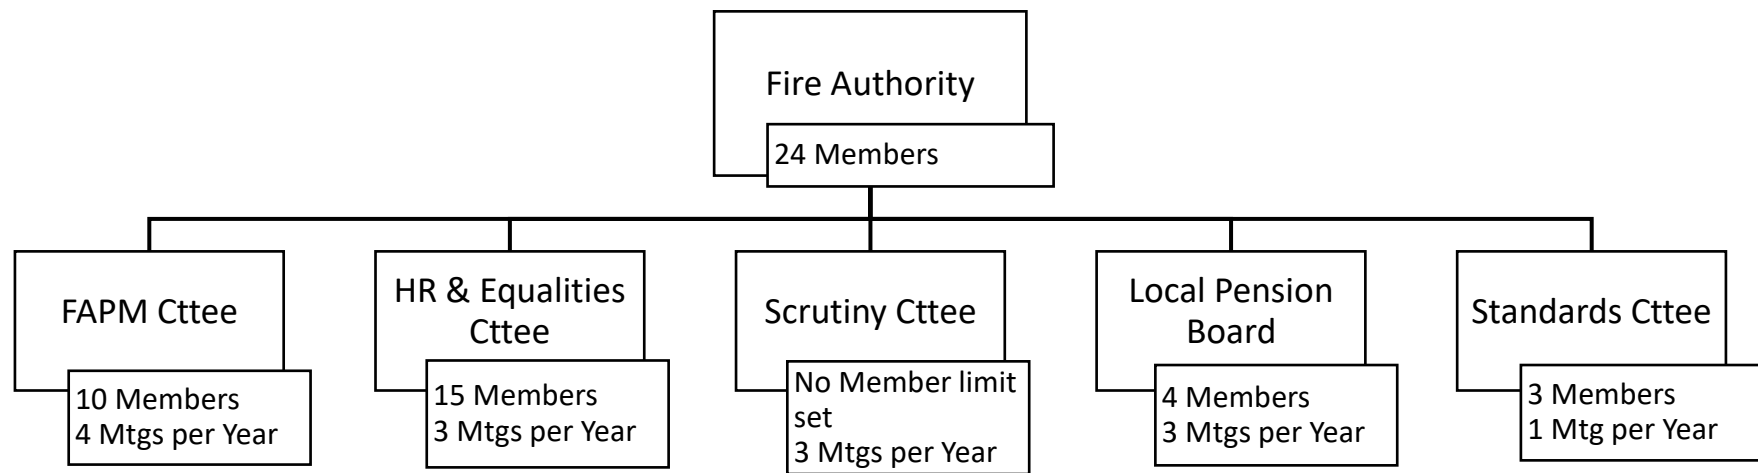 Fire Authority
24 Members
FAPM Cttee
10 Members
4 Mtgs per Year
HR & Equalities
Cttee
15 Members
3 Mtgs per Year
Scrutiny Cttee
No Member limit
set
3 Mtgs per Year
Local Pension
Board
4 Members
3 Mtgs per Year
Standards Cttee
3 Members
1 Mtg per Year